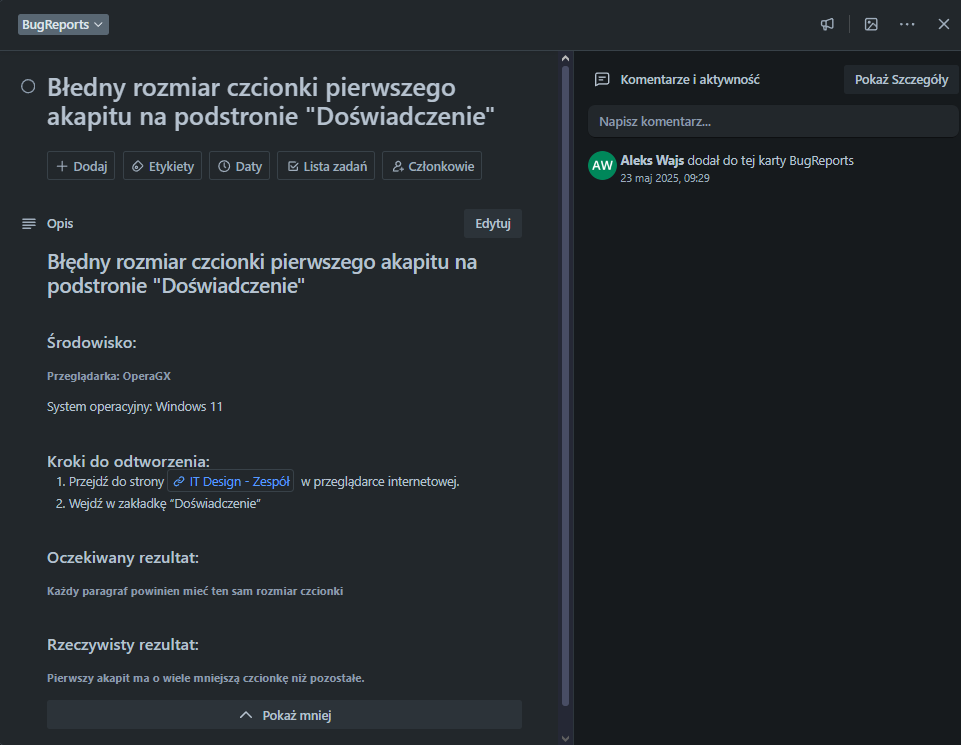 BugReports
Błedny rozmiar czcionki pierwszego
akapitu na podstronie "Doświadczenie"
Dodaj
Etykiety
Daty
Lista zadań
Członkowie
Opis
Edytuj
Błędny rozmiar czcionki pierwszego akapitu na
podstronie "Doświadczenie"
Środowisko:
Przeglądarka: OperaGX
System operacyjny: Windows 11
Kroki do odtworzenia:
1. Przejdź do strony IT Design - Zespół w przeglądarce internetowej.
2. Wejdź w zakładkę “Doświadczenie”
Oczekiwany rezultat:
Każdy paragraf powinien mieć ten sam rozmiar czcionki
Rzeczywisty rezultat:
Pierwszy akapit ma o wiele mniejszą czcionkę niż pozostałe.
Pokaż mniej
Komentarze i aktywność
Pokaż Szczegóły
Napisz komentarz...
AW
Aleks Wajs dodał do tej karty BugReports
23 maj 2025, 09:29